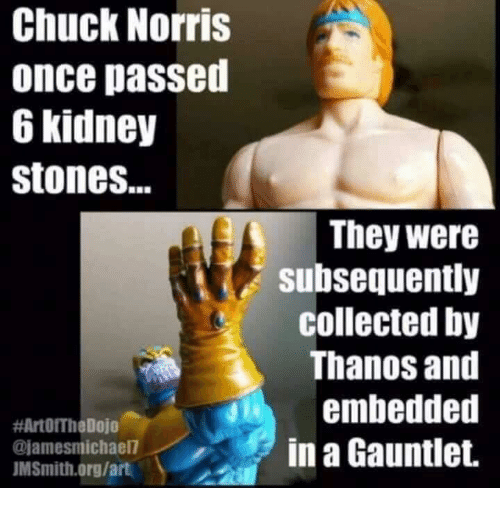 Chuck Norris
once passed
6 kidney
stones...
They were
subsequently
collected by
Thanos and
embedded
in a Gauntlet.
#ArtOfTheDojo
@jamesmichael7
JMSmith.org/art